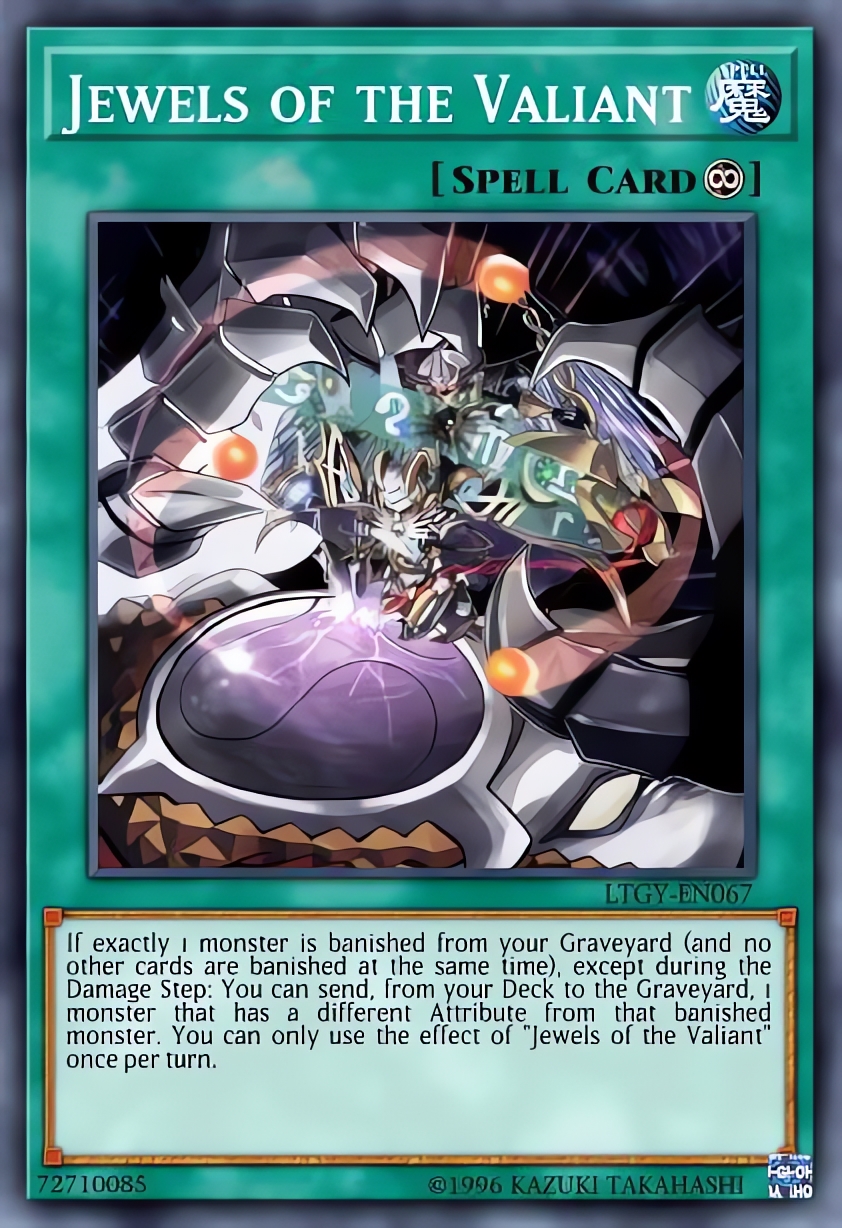 JEWELS OF THE VALIANT 魔
[SPELL CARD]
LTGY-EN067
If exactly 1 monster is banished from your Graveyard (and no
other cards are banished at the same time), except during the
Damage Step: You can send, from your Deck to the Graveyard, 1
monster that has a different Attribute from that banished
monster. You can only use the effect of "Jewels of the Valiant"
once per turn.
72710085
©1996 KAZUKI TAKAHASHI